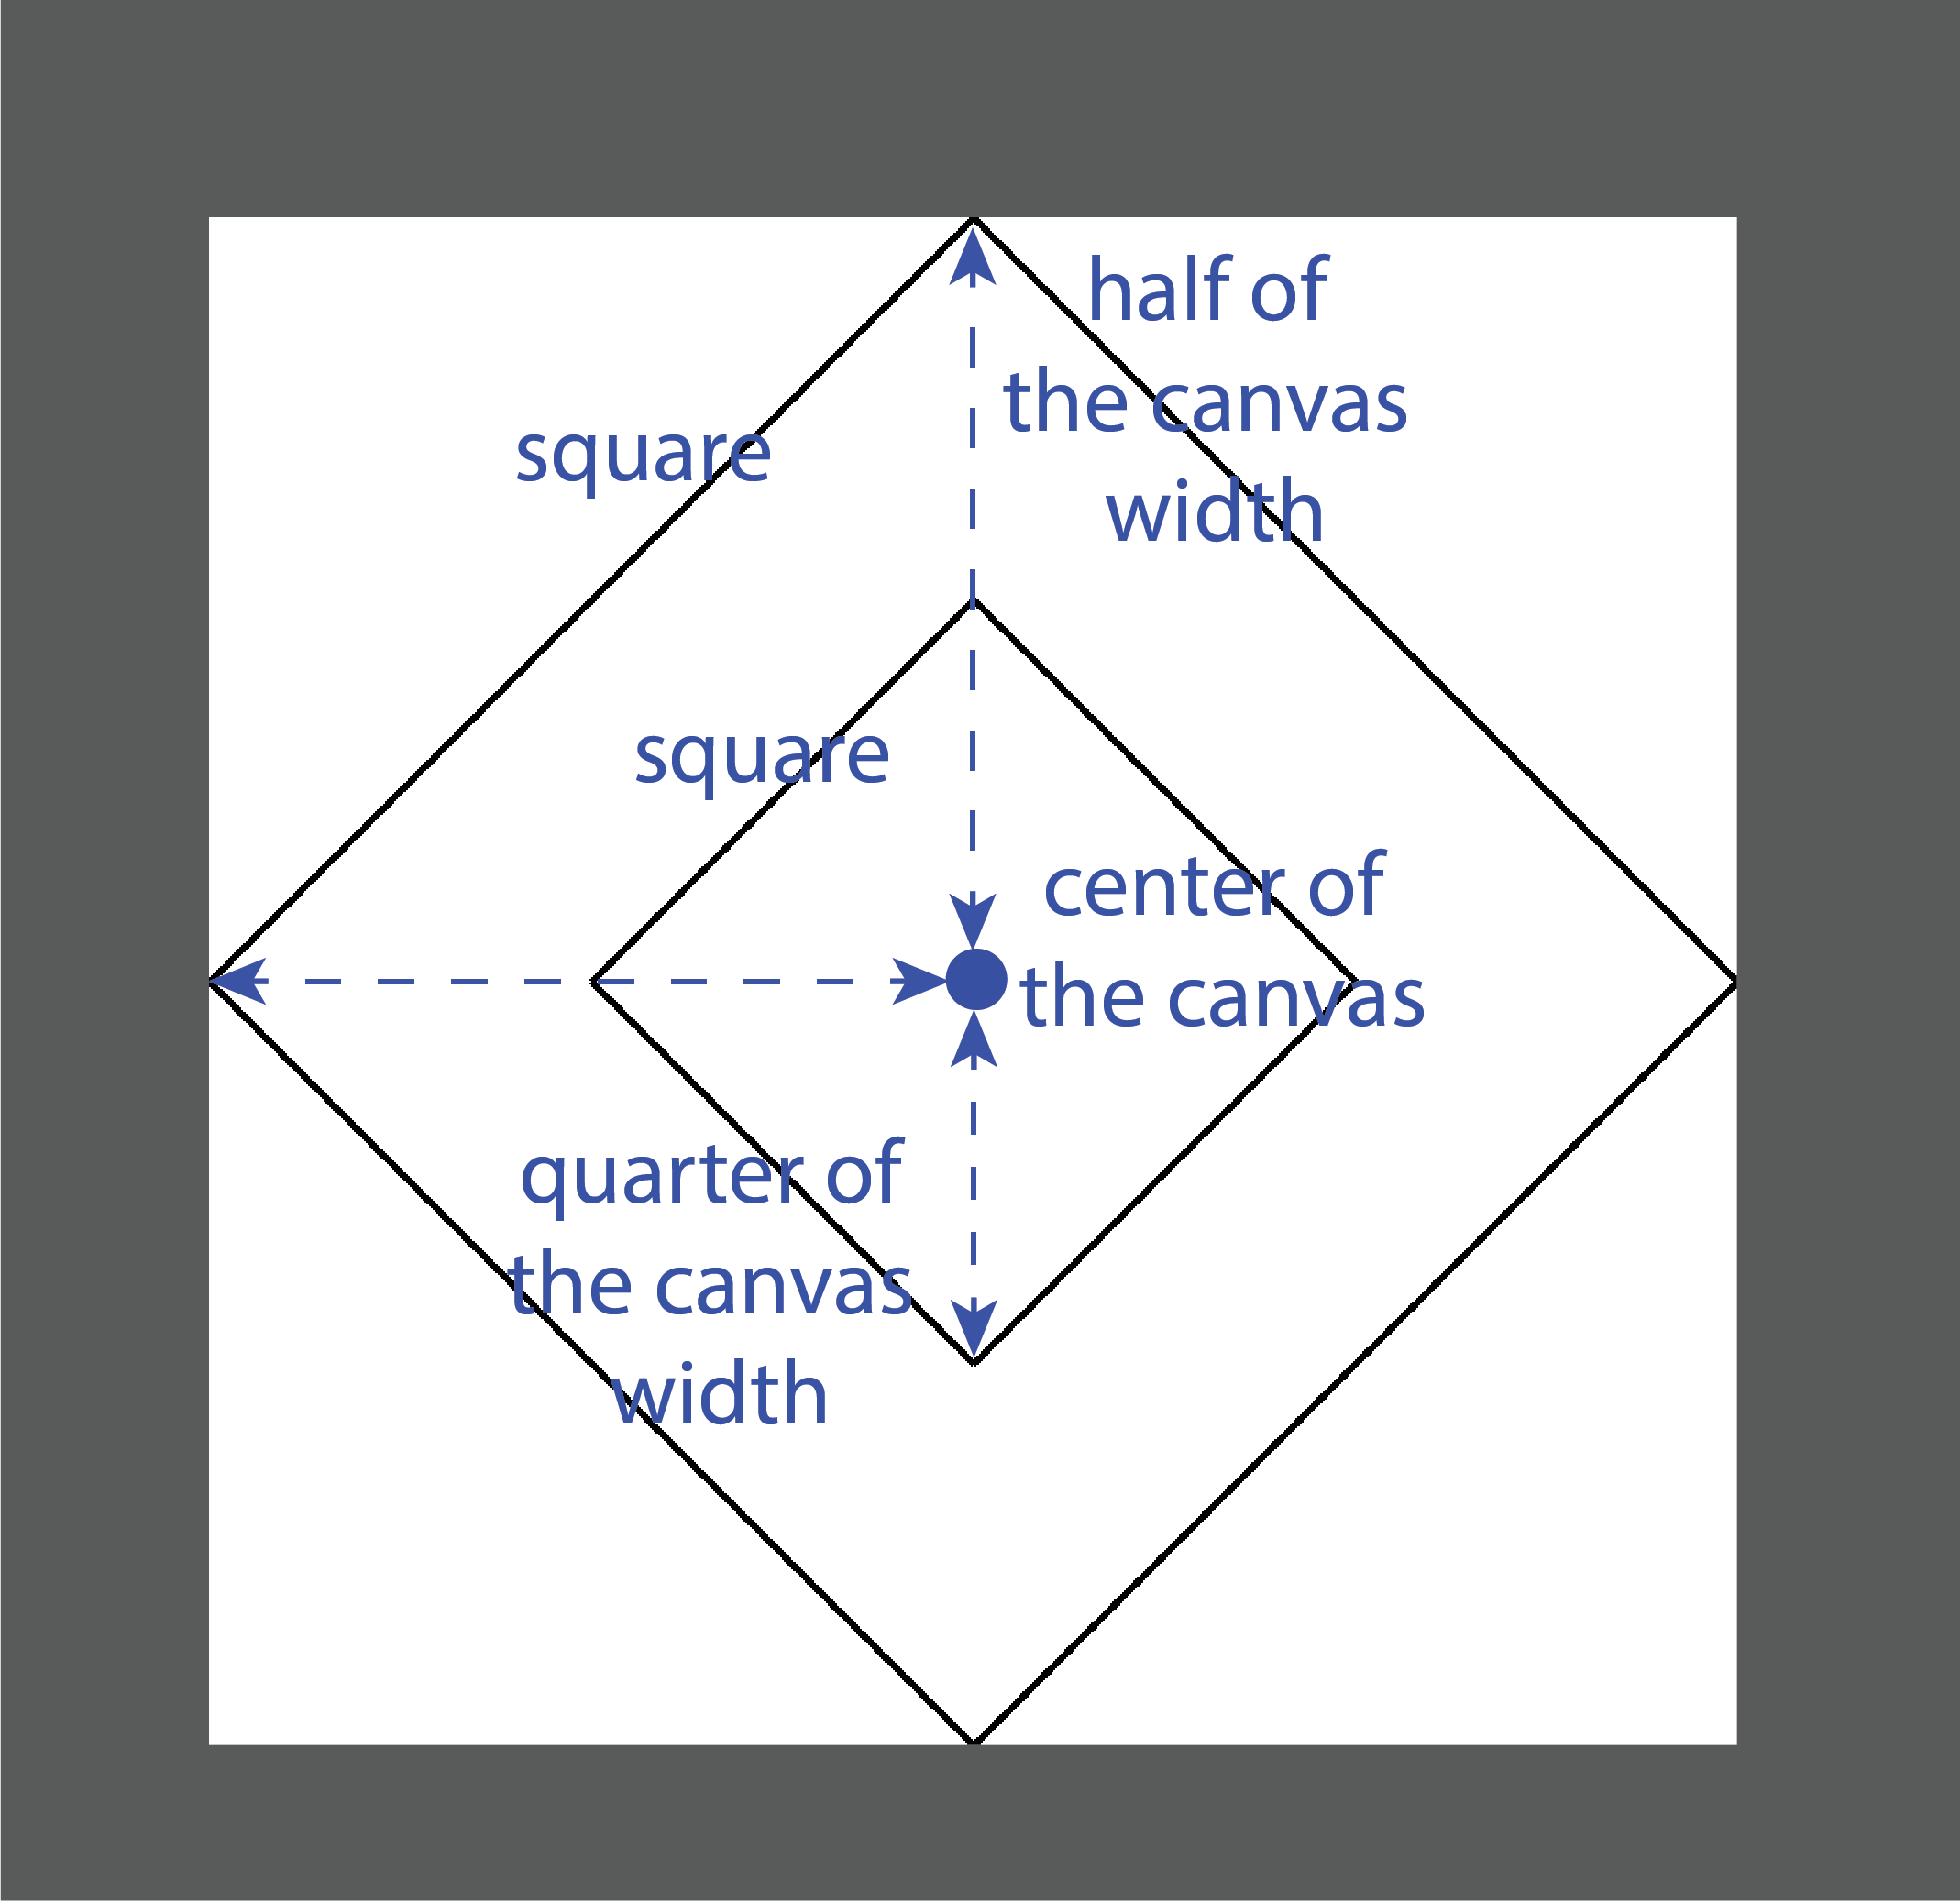 half of
the canvas
width
square
square
center of
the canvas
quarter of
the canvas
width